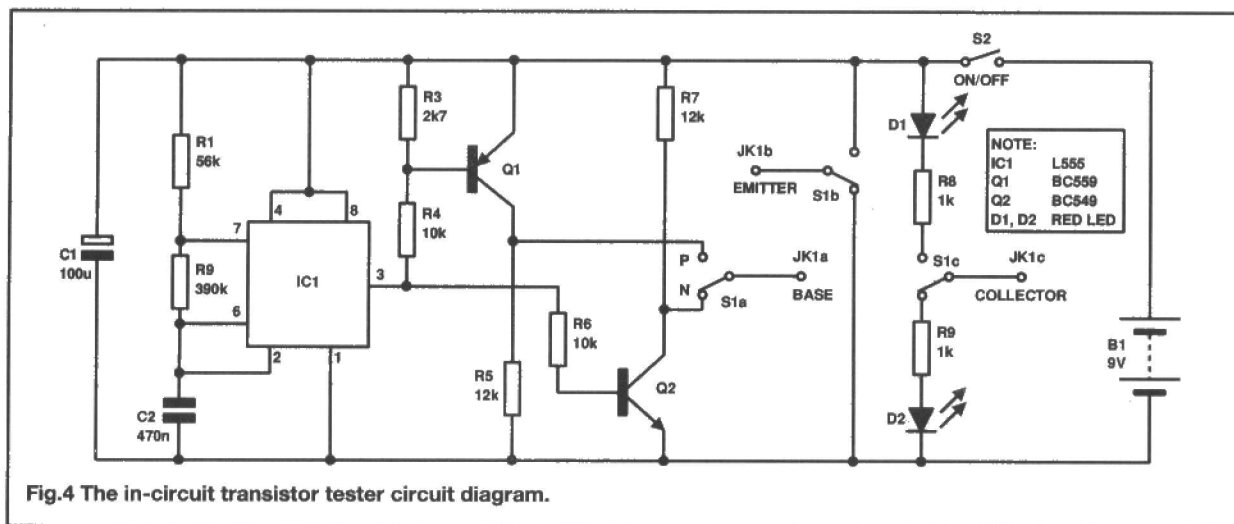 S2
ON/OFF
R3
2k7
R7
12k
D1
NOTE:
IC1 L555
Q1 BC559
Q2 BC549
D1, D2 RED LED
R1
56k
JK1b
EMITTER
S1b
R8
1k
Q1
4
8
7
R4
10k
C1
100u
R9
390k
IC1
3
P
N
S1a
JK1a
BASE
S1c
JK1c
COLLECTOR
6
2
1
R6
10k
R9
1k
B1
9V
R5
12k
Q2
C2
470n
D2
Fig.4 The in-circuit transistor tester circuit diagram.